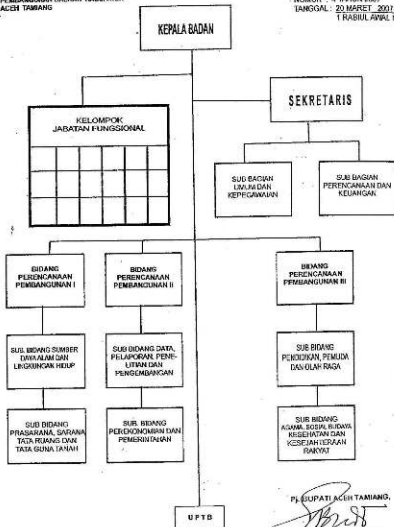 ACEH TAMIANG
TANGGAL : 20 MARET 2007
1 RABIUL AWAL
KEPALA BADAN
SEKRETARIS
KELOMPOK
JABATAN FUNGSIONAL
SUB BAGIAN
UMUM DAN
KEPEGAWAIAN
SUB BAGIAN
PERENCANAAN DAN
KEUANGAN
BIDANG
PERENCANAAN
PEMBANGUNAN I
BIDANG
PERENCANAAN
PEMBANGUNAN II
BIDANG
PERENCANAAN
PEMBANGUNAN III
SUB. BIDANG SUMBER
DAYA ALAM DAN
LINGKUNGAN HIDUP
SUB BIDANG DATA,
PELAPORAN, PENE-
LITIAN DAN
PENGEMBANGAN
SUB BIDANG
PENDIDIKAN, PEMUDA
DAN OLAH RAGA
SUB BIDANG
PRASARANA, SARANA
TATA RUANG DAN
TATA GUNA TANAH
SUB. BIDANG
PEREKONOMIAN DAN
PEMERINTAHAN
SUB BIDANG
AGAMA, SOSIAL BUDAYA
KESEHATAN DAN
KESEJAHTERAAN
RAKYAT
Pj. BUPATI ACEH TAMIANG,
UPTB